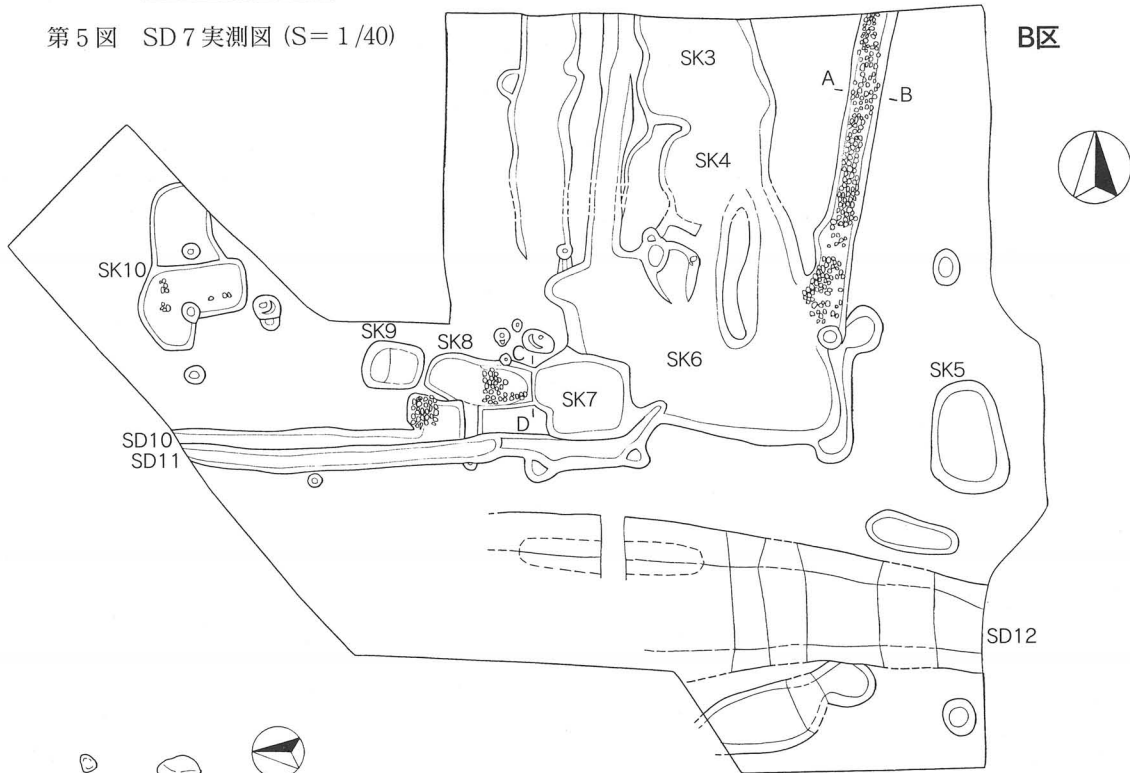 第5図 SD7実測図 (S=1/40)
B区
SK3
A
B
SK4
SK10
SK9
SK8
C
SK6
SK7
SK5
D
SD10
SD11
SD12